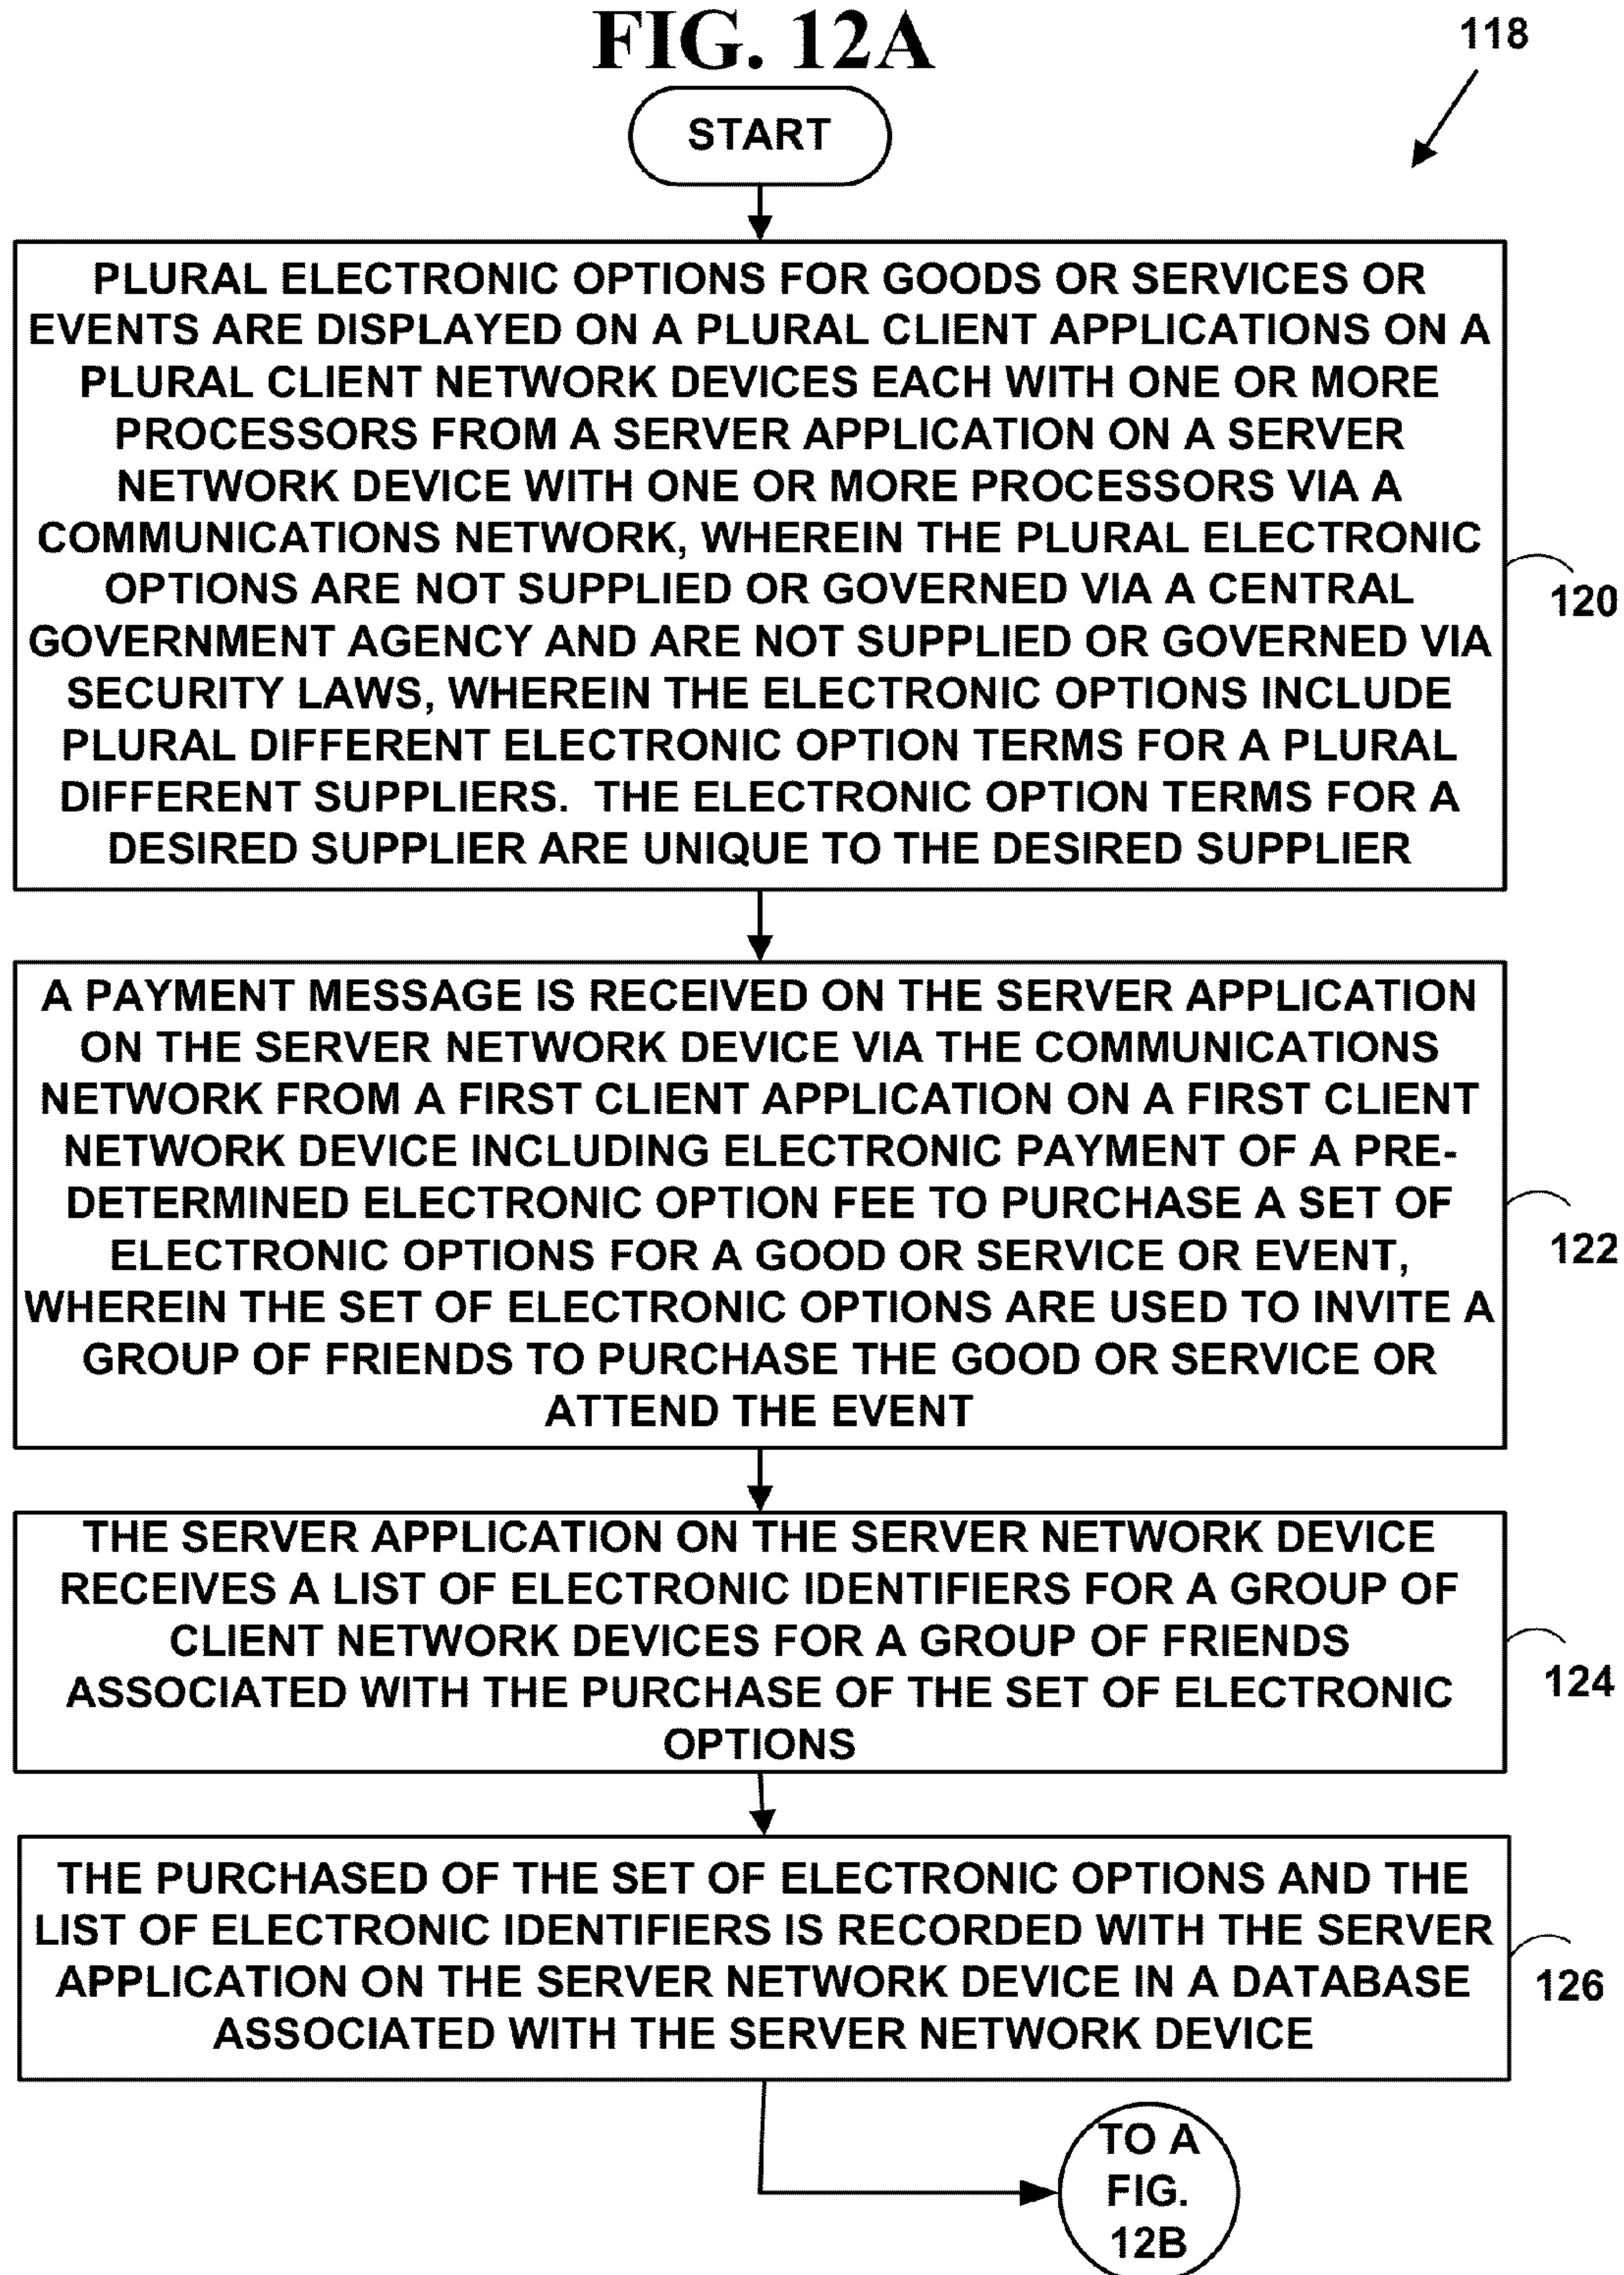 FIG. 12A
118
START
PLURAL ELECTRONIC OPTIONS FOR GOODS OR SERVICES OR
EVENTS ARE DISPLAYED ON A PLURAL CLIENT APPLICATIONS ON A
PLURAL CLIENT NETWORK DEVICES EACH WITH ONE OR MORE
PROCESSORS FROM A SERVER APPLICATION ON A SERVER
NETWORK DEVICE WITH ONE OR MORE PROCESSORS VIA A
COMMUNICATIONS NETWORK, WHEREIN THE PLURAL ELECTRONIC
OPTIONS ARE NOT SUPPLIED OR GOVERNED VIA A CENTRAL
GOVERNMENT AGENCY AND ARE NOT SUPPLIED OR GOVERNED VIA
SECURITY LAWS, WHEREIN THE ELECTRONIC OPTIONS INCLUDE
PLURAL DIFFERENT ELECTRONIC OPTION TERMS FOR A PLURAL
DIFFERENT SUPPLIERS. THE ELECTRONIC OPTION TERMS FOR A
DESIRED SUPPLIER ARE UNIQUE TO THE DESIRED SUPPLIER
120
A PAYMENT MESSAGE IS RECEIVED ON THE SERVER APPLICATION
ON THE SERVER NETWORK DEVICE VIA THE COMMUNICATIONS
NETWORK FROM A FIRST CLIENT APPLICATION ON A FIRST CLIENT
NETWORK DEVICE INCLUDING ELECTRONIC PAYMENT OF A PRE-
DETERMINED ELECTRONIC OPTION FEE TO PURCHASE A SET OF
ELECTRONIC OPTIONS FOR A GOOD OR SERVICE OR EVENT,
WHEREIN THE SET OF ELECTRONIC OPTIONS ARE USED TO INVITE A
GROUP OF FRIENDS TO PURCHASE THE GOOD OR SERVICE OR
ATTEND THE EVENT
122
THE SERVER APPLICATION ON THE SERVER NETWORK DEVICE
RECEIVES A LIST OF ELECTRONIC IDENTIFIERS FOR A GROUP OF
CLIENT NETWORK DEVICES FOR A GROUP OF FRIENDS
ASSOCIATED WITH THE PURCHASE OF THE SET OF ELECTRONIC
OPTIONS
124
THE PURCHASED OF THE SET OF ELECTRONIC OPTIONS AND THE
LIST OF ELECTRONIC IDENTIFIERS IS RECORDED WITH THE SERVER
APPLICATION ON THE SERVER NETWORK DEVICE IN A DATABASE
ASSOCIATED WITH THE SERVER NETWORK DEVICE
126
TO A
FIG.
12B